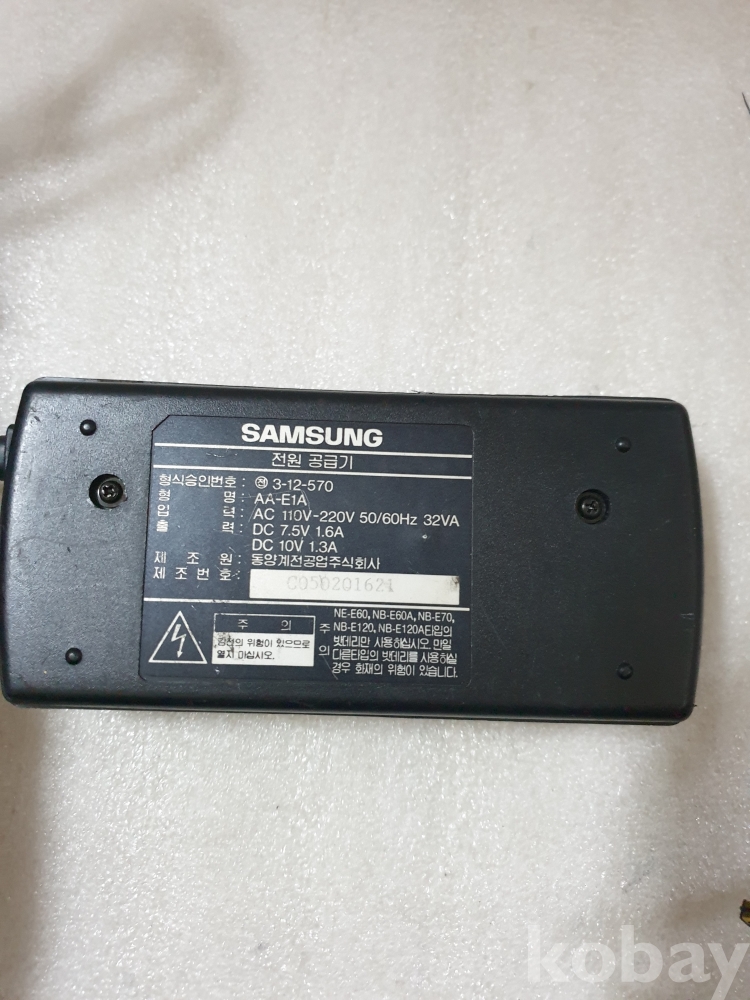 SAMSUNG
전원 공급기
형식승인번호 : 전 3-12-570
형 명 : AA-E1A
입 력 : AC 110V-220V 50/60Hz 32VA
출 력 : DC 7.5V 1.6A
DC 10V 1.3A
제 조 원 : 동양계전공업주식회사
제 조 번 호 : C050201621
주 의
감전의 위험이 있으므로
열지 마십시오.
주 의
NE-E60, NB-E60A, NB-E70,
NB-E120, NB-E120AE타입의
밧데리만 사용하십시오. 만일
다른타입의 밧데리를 사용하실
경우 화재의 위험이 있습니다.
kobay